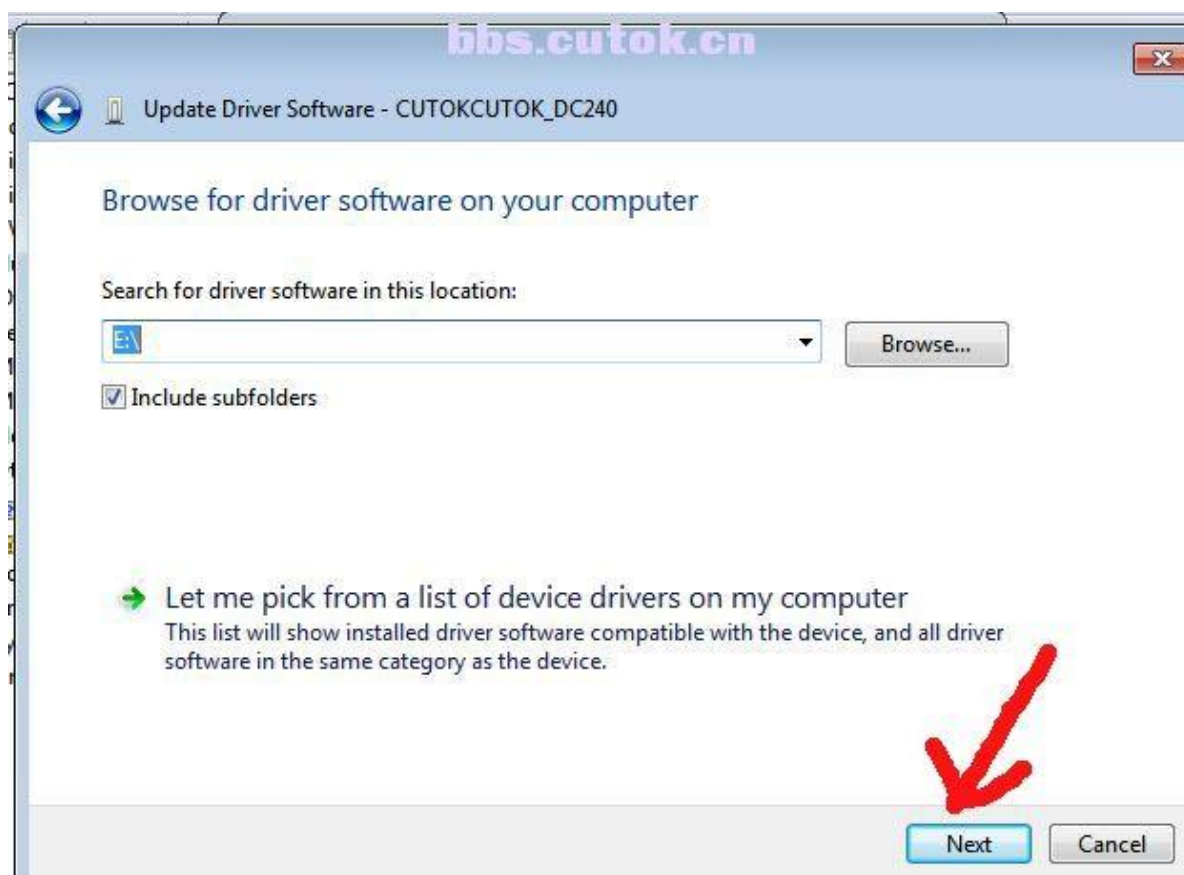 bbs.cutok.cn
Update Driver Software - CUTOKCUTOK_DC240
Browse for driver software on your computer
Search for driver software in this location:
E:\
Browse...
Include subfolders
Let me pick from a list of device drivers on my computer
This list will show installed driver software compatible with the device, and all driver
software in the same category as the device.
Next
Cancel